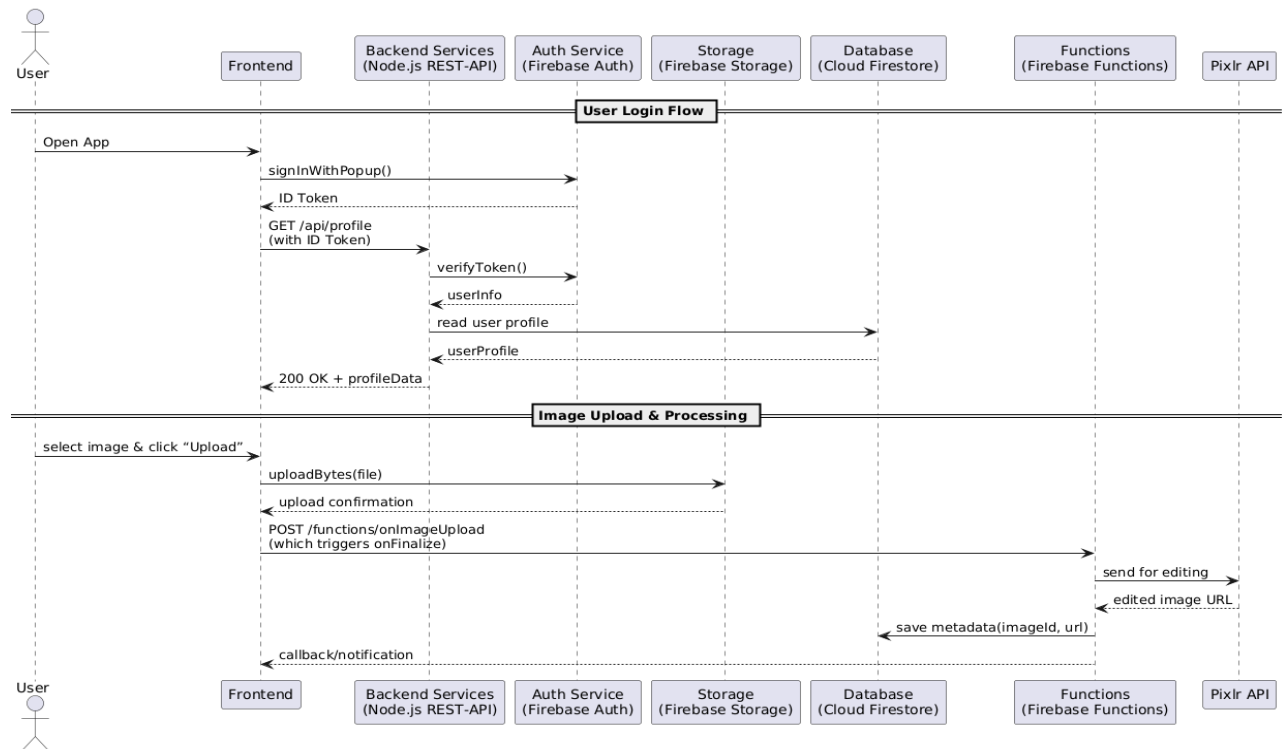 User
Frontend
Backend Services
(Node.js REST-API)
Auth Service
(Firebase Auth)
Storage
(Firebase Storage)
Database
(Cloud Firestore)
Functions
(Firebase Functions)
Pixlr API
User Login Flow
Open App
signInWithPopup()
ID Token
GET /api/profile
(with ID Token)
verifyToken()
userInfo
read user profile
userProfile
200 OK + profileData
Image Upload & Processing
select image & click “Upload”
uploadBytes(file)
upload confirmation
POST /functions/onImageUpload
(which triggers onFinalize)
send for editing
edited image URL
save metadata(imageId, url)
callback/notification
User
Frontend
Backend Services
(Node.js REST-API)
Auth Service
(Firebase Auth)
Storage
(Firebase Storage)
Database
(Cloud Firestore)
Functions
(Firebase Functions)
Pixlr API